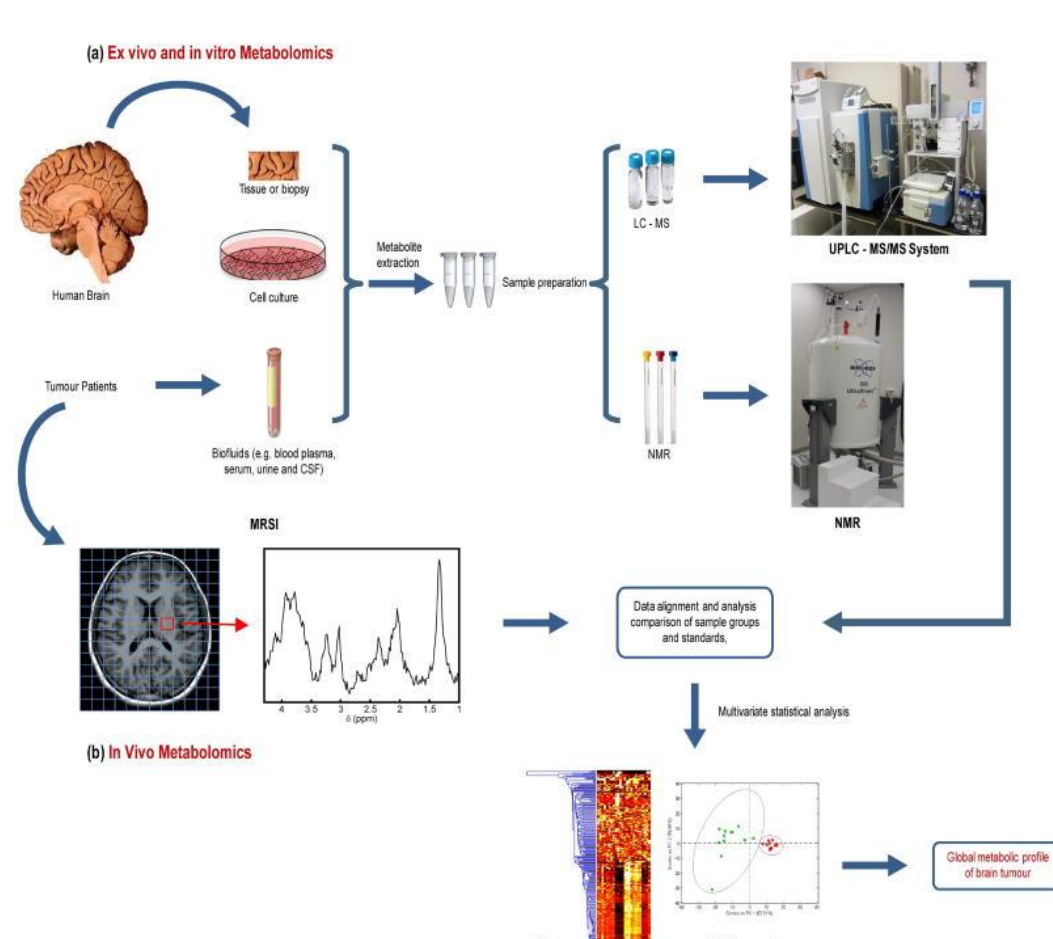 (a) Ex vivo and in vitro Metabolomics
Tissue or biopsy
Human Brain
Cell culture
Metabolite
extraction
Sample preparation
LC - MS
UPLC - MS/MS System
Tumour Patients
Biofluids (e.g. blood plasma,
serum, urine and CSF)
NMR
NMR
MRSI
4 3.5 3 2.5 2 1.5 1
δ (ppm)
Data alignment and analysis
comparison of sample groups
and standards,
(b) In Vivo Metabolomics
Multivariate statistical analysis
Global metabolic profile
of brain tumour